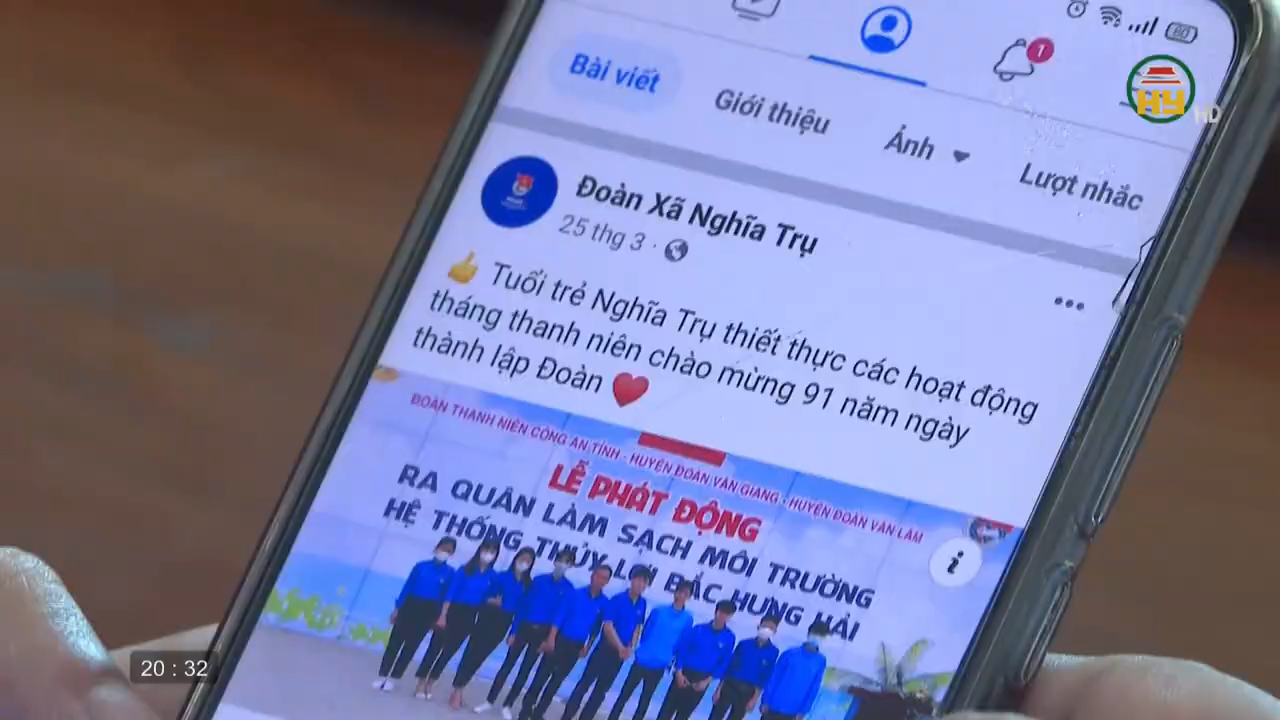 80
1
HY HD
Bài viết
Giới thiệu
Ảnh
Lượt nhắc
Đoàn Xã Nghĩa Trụ
25 thg 3 ·
👍 Tuổi trẻ Nghĩa Trụ thiết thực các hoạt động
tháng thanh niên chào mừng 91 năm ngày
thành lập Đoàn ❤️
ĐOÀN THANH NIÊN CÔNG AN TỈNH - HUYỆN ĐOÀN VĂN GIANG - HUYỆN ĐOÀN VĂN LÂM
LỄ PHÁT ĐỘNG
RA QUÂN LÀM SẠCH MÔI TRƯỜNG
HỆ THỐNG THỦY LỢI BẮC HƯNG HẢI
i
20 : 32